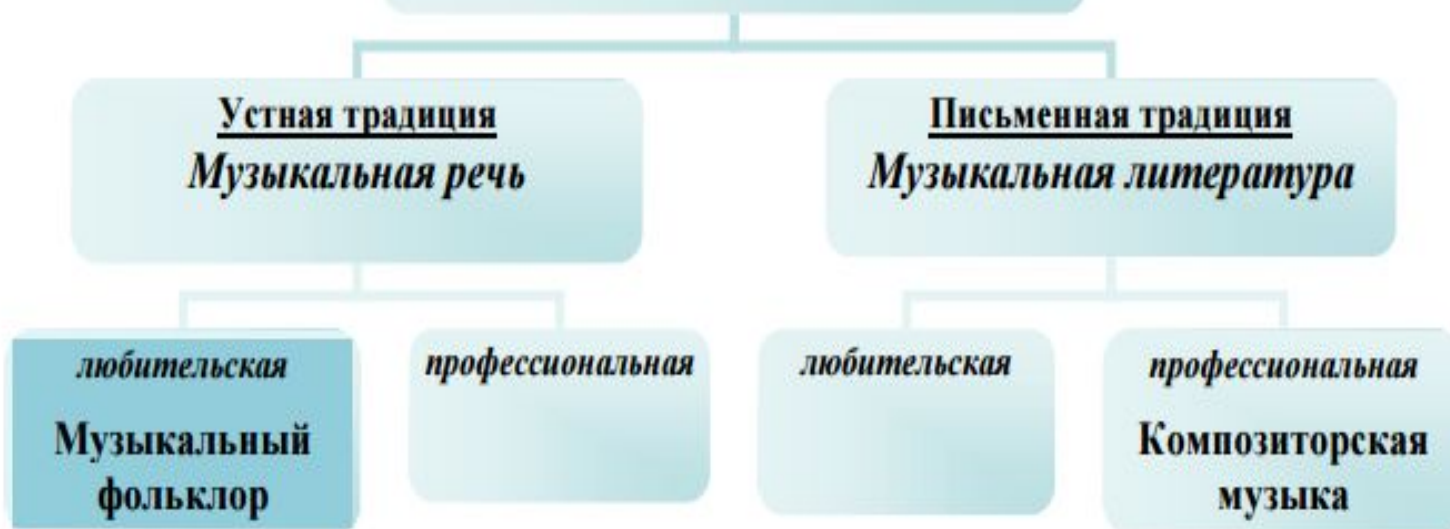 Устная традиция
Музыкальная речь
Письменная традиция
Музыкальная литература
любительская
Музыкальный
фольклор
профессиональная
любительская
профессиональная
Композиторская
музыка